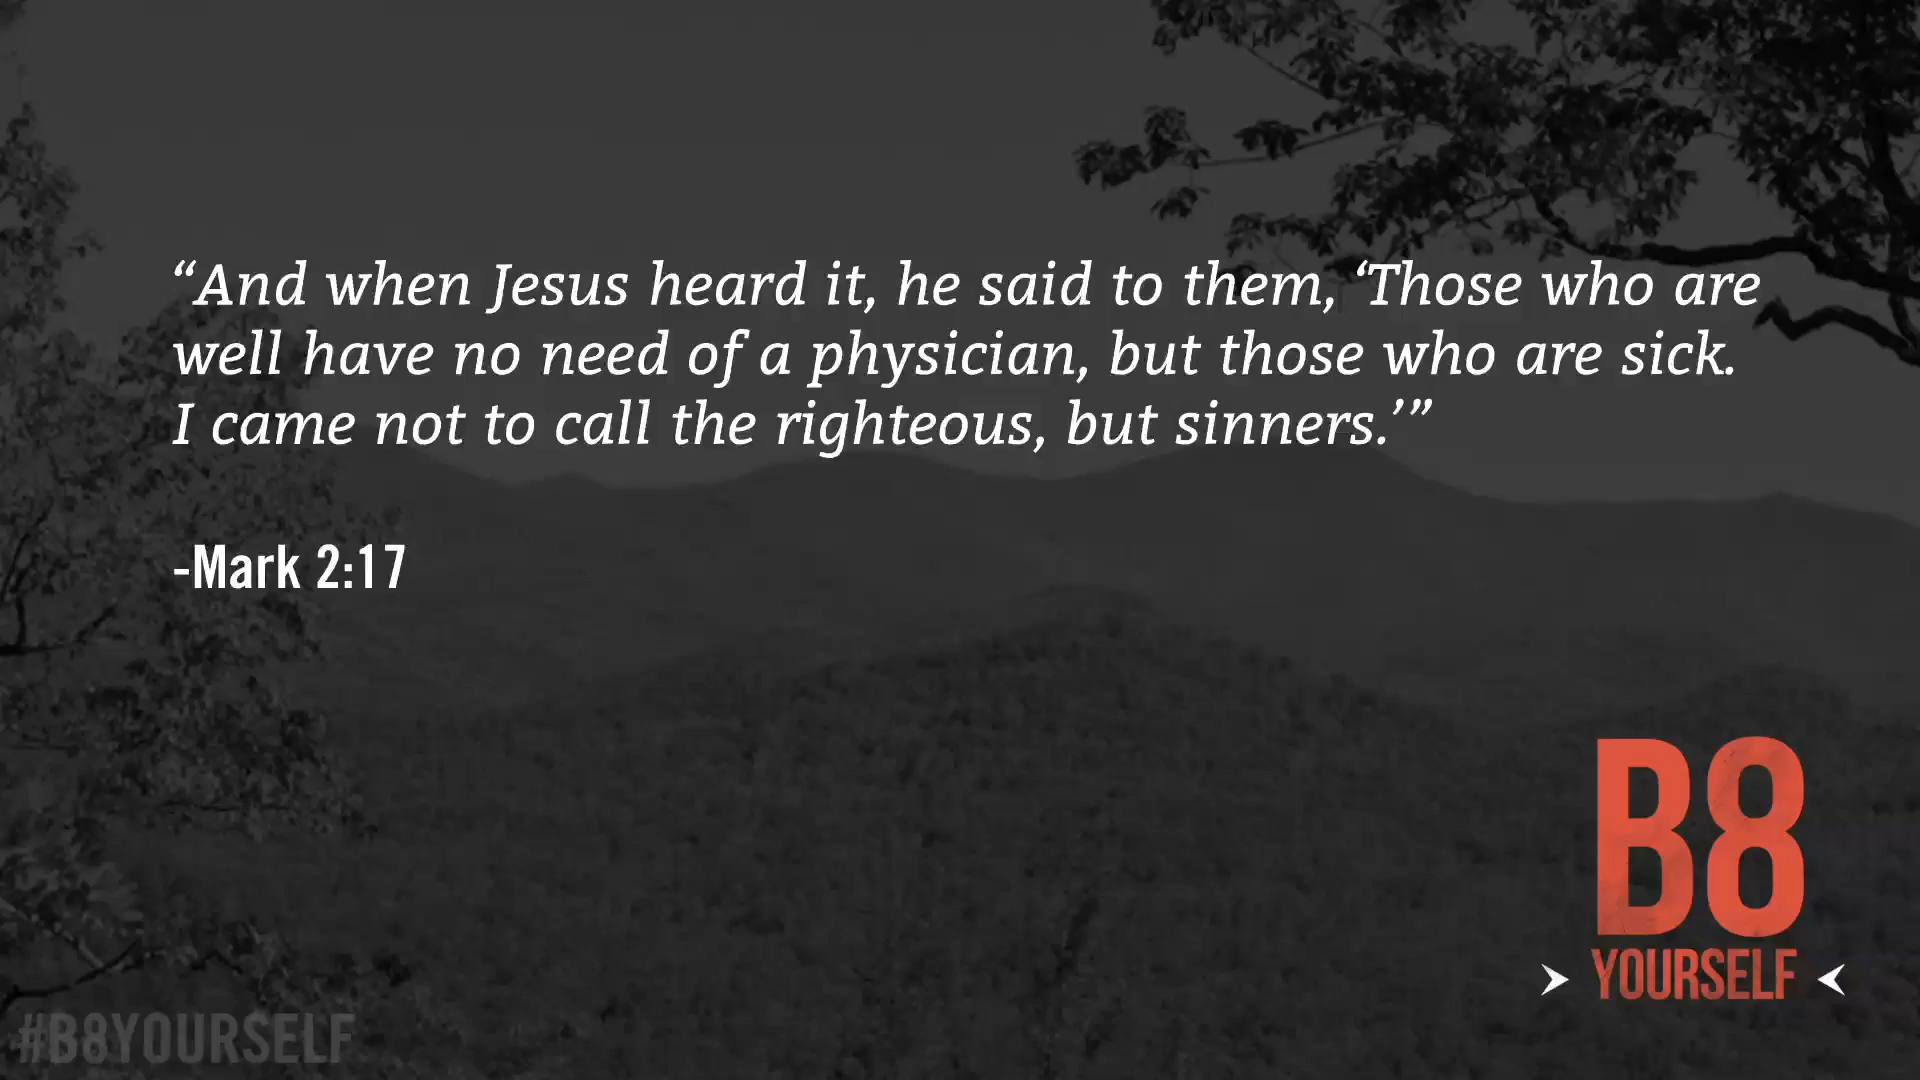 “And when Jesus heard it, he said to them, ‘Those who are
well have no need of a physician, but those who are sick.
I came not to call the righteous, but sinners.’”
-Mark 2:17
B8
YOURSELF
#B8YOURSELF